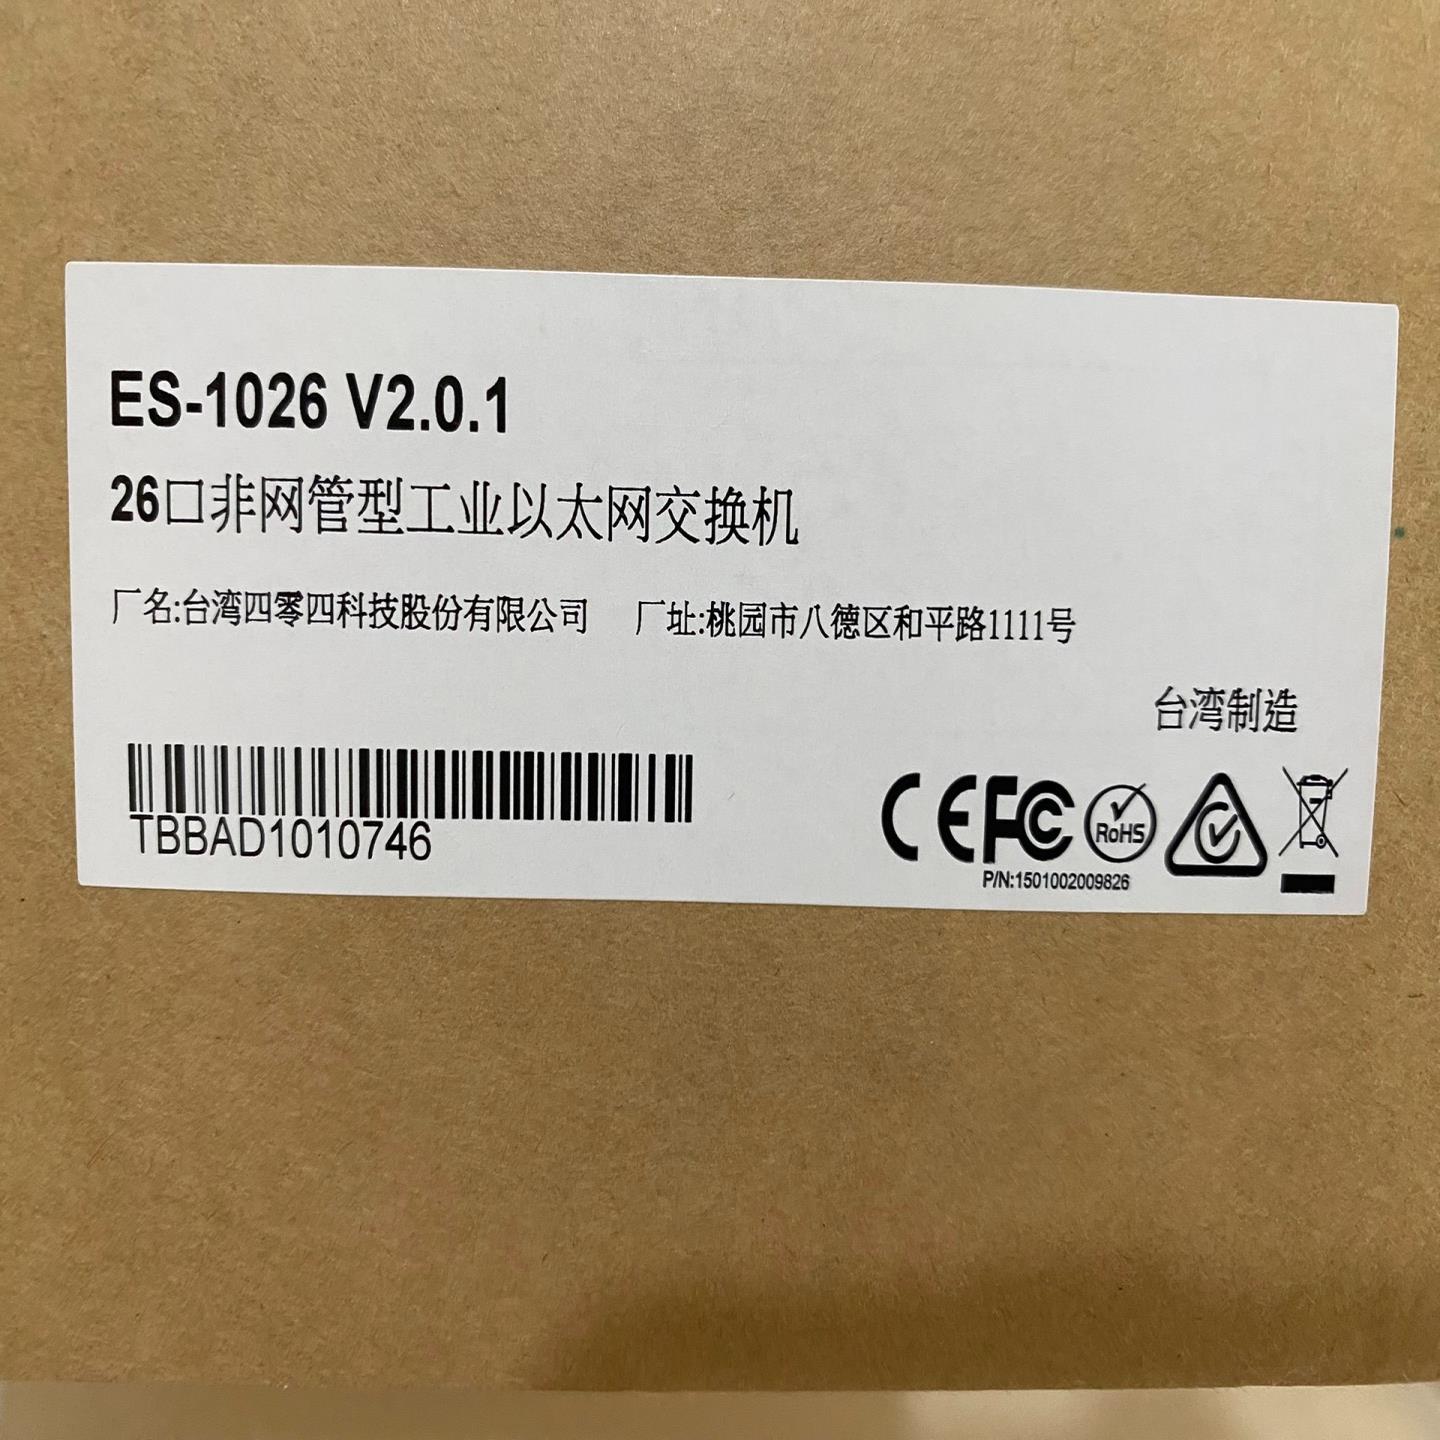 ES-1026 V2.0.1
26口非网管型工业以太网交换机
厂名:台湾四零四科技股份有限公司 厂址:桃园市八德区和平路1111号
台湾制造
TBBAD1010746
CE FC RoHS
P/N:1501002009826